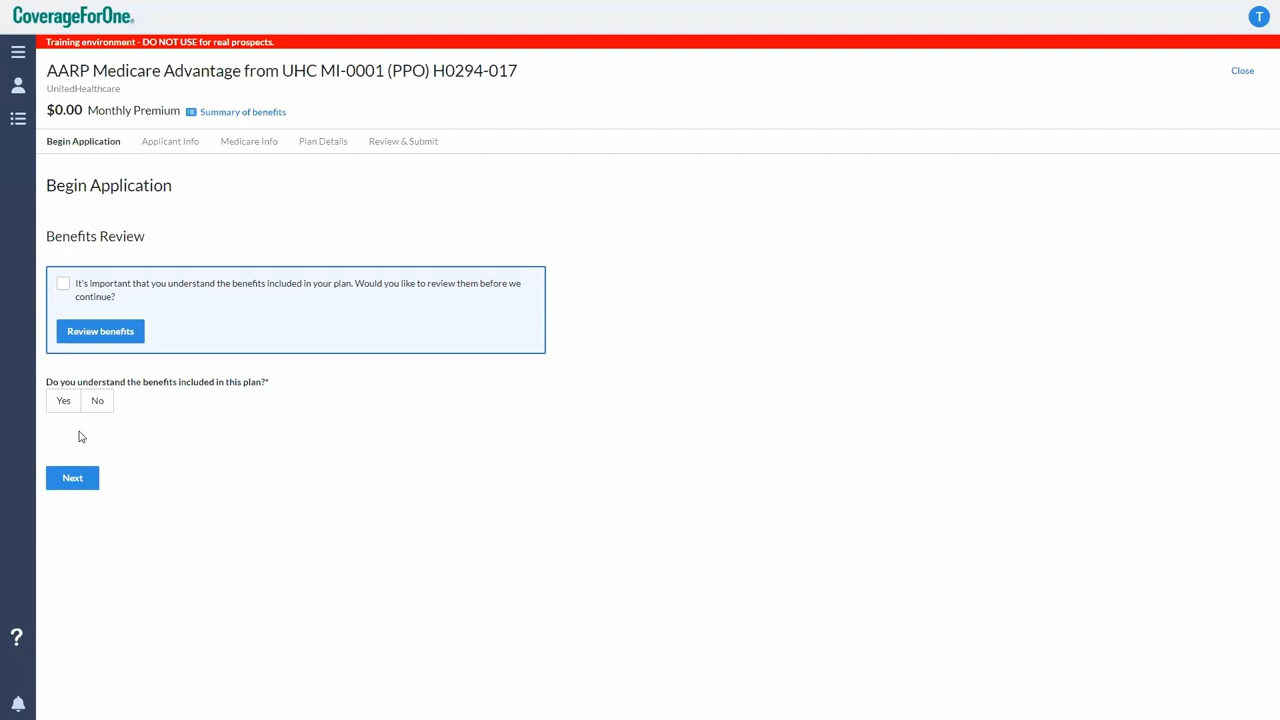 CoverageForOne.
T
Training environment - DO NOT USE for real prospects.
AARP Medicare Advantage from UHC MI-0001 (PPO) H0294-017
Close
UnitedHealthcare
$0.00 Monthly Premium Summary of benefits
Begin Application Applicant Info Medicare Info Plan Details Review & Submit
Begin Application
Benefits Review
It's important that you understand the benefits included in your plan. Would you like to review them before we
continue?
Review benefits
Do you understand the benefits included in this plan?*
Yes No
Next
?